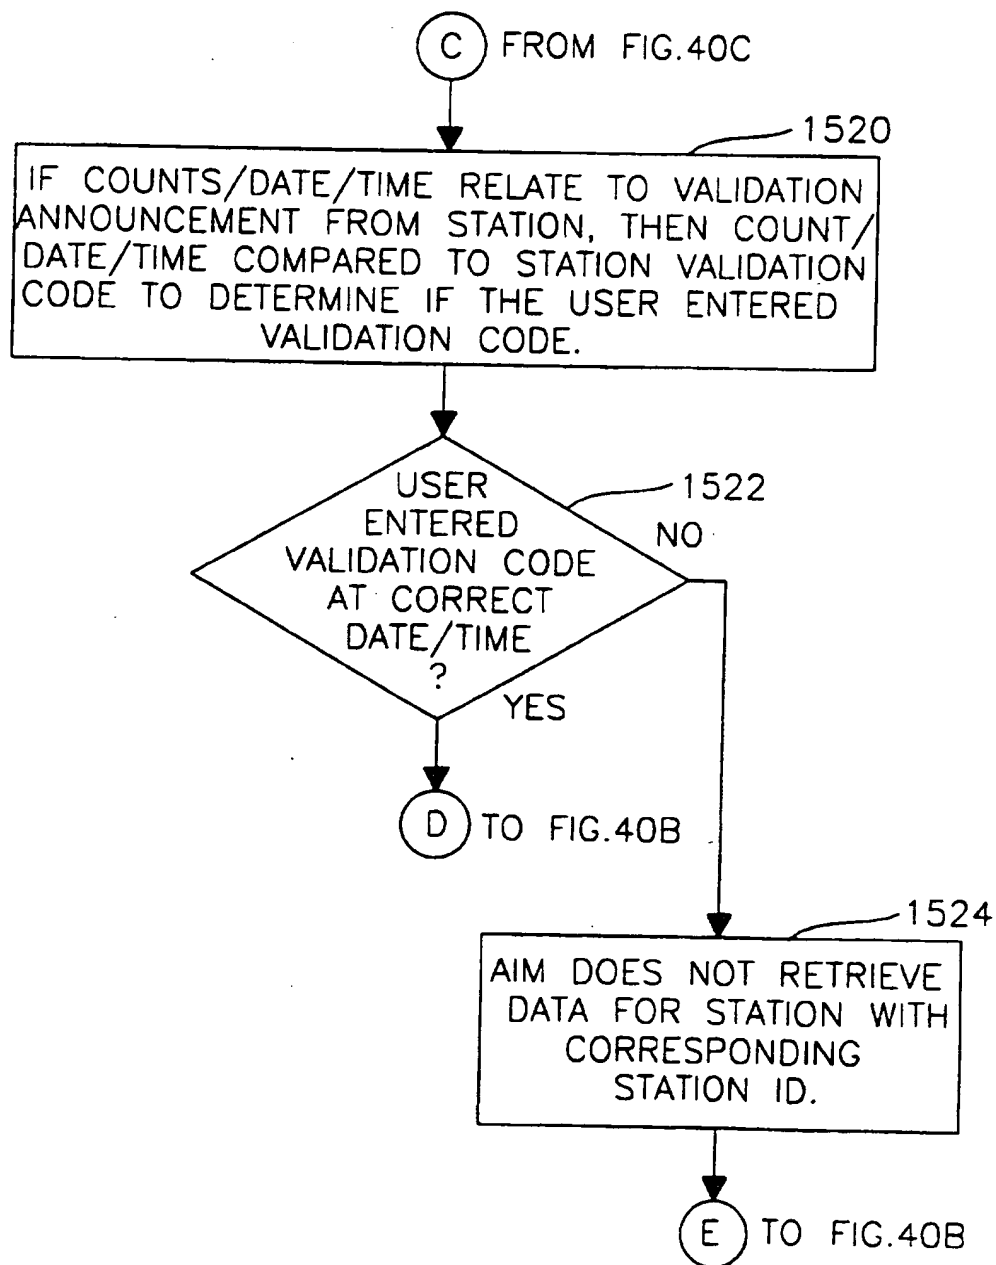 C FROM FIG.40C
1520
IF COUNTS/DATE/TIME RELATE TO VALIDATION
ANNOUNCEMENT FROM STATION, THEN COUNT/
DATE/TIME COMPARED TO STATION VALIDATION
CODE TO DETERMINE IF THE USER ENTERED
VALIDATION CODE.
1522
USER
ENTERED
VALIDATION CODE
AT CORRECT
DATE/TIME
?
NO
YES
D TO FIG.40B
1524
AIM DOES NOT RETRIEVE
DATA FOR STATION WITH
CORRESPONDING
STATION ID.
E TO FIG.40B